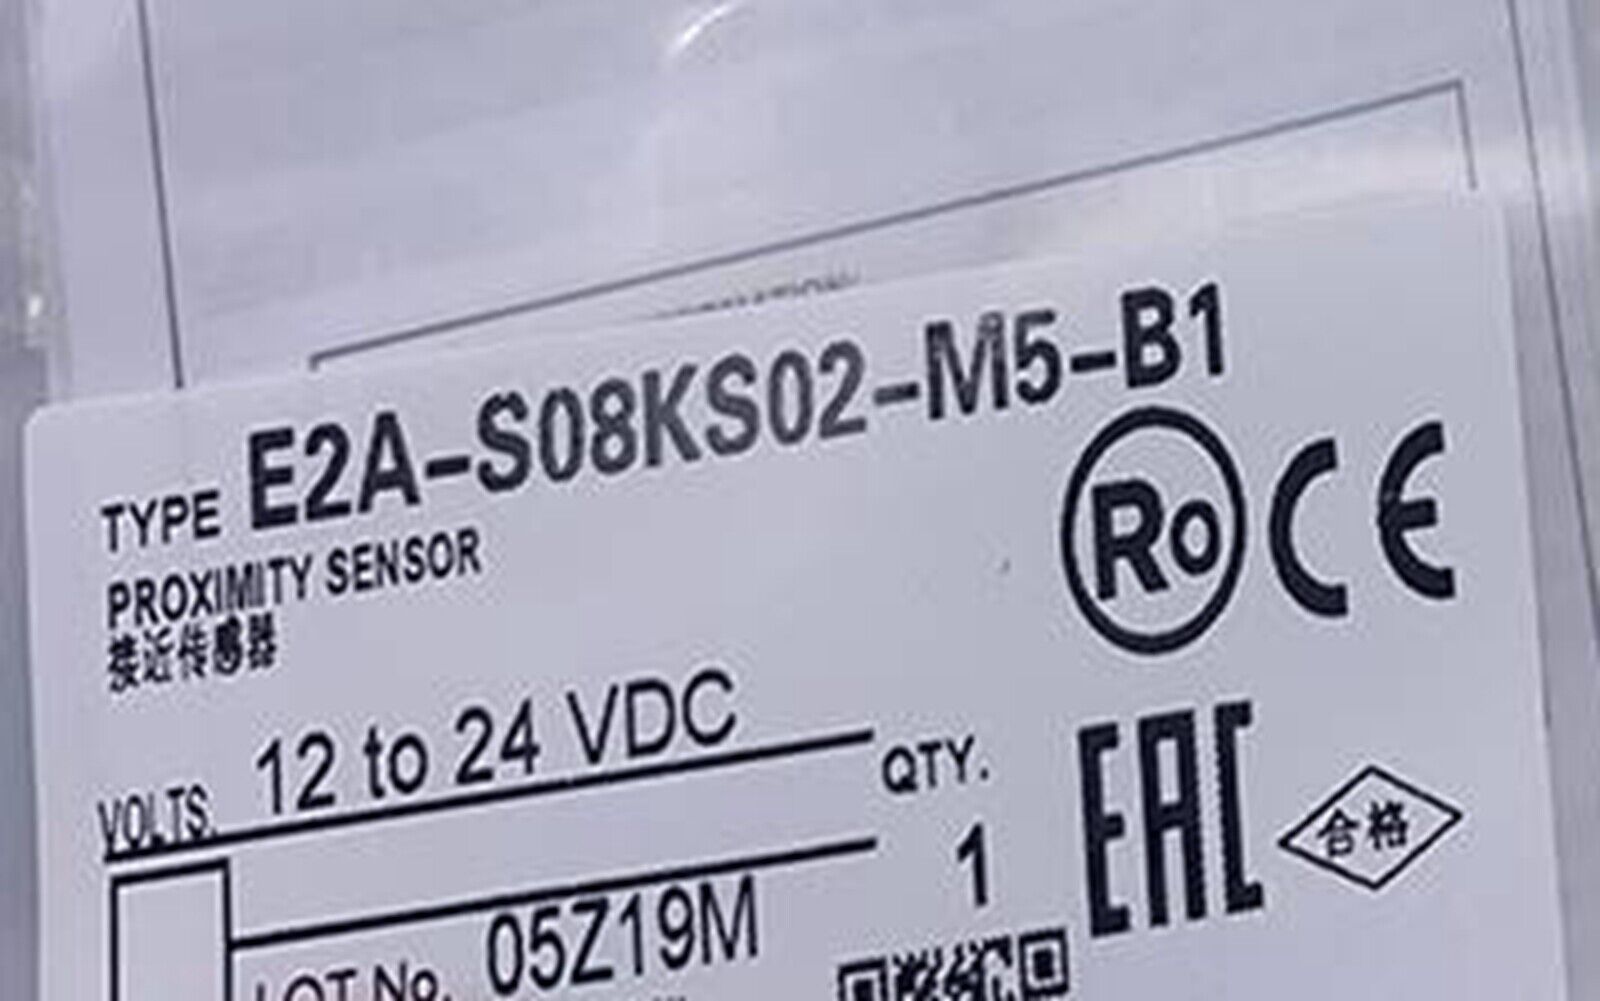 TYPE E2A-S08KS02-M5-B1
PROXIMITY SENSOR
接近传感器
Ro CE
VOLTS. 12 to 24 VDC
QTY.
1
EAC
合格
LOT No. 05Z19M